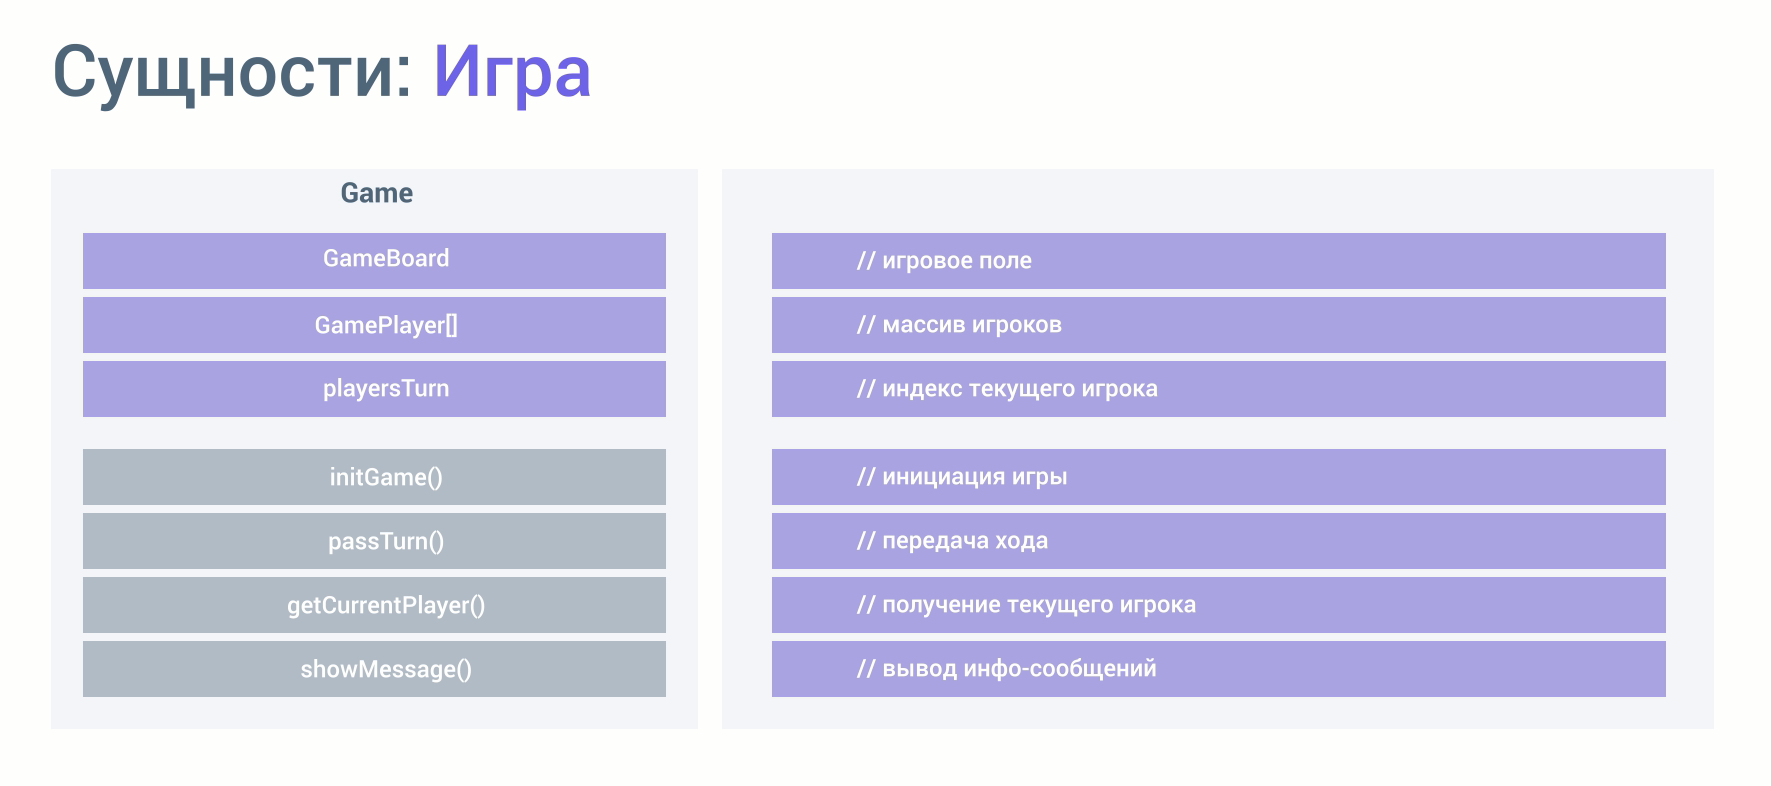 Сущности: Игра
Game
GameBoard
// игровое поле
GamePlayer[]
// массив игроков
playersTurn
// индекс текущего игрока
initGame()
// инициация игры
passTurn()
// передача хода
getCurrentPlayer()
// получение текущего игрока
showMessage()
// вывод инфо-сообщений